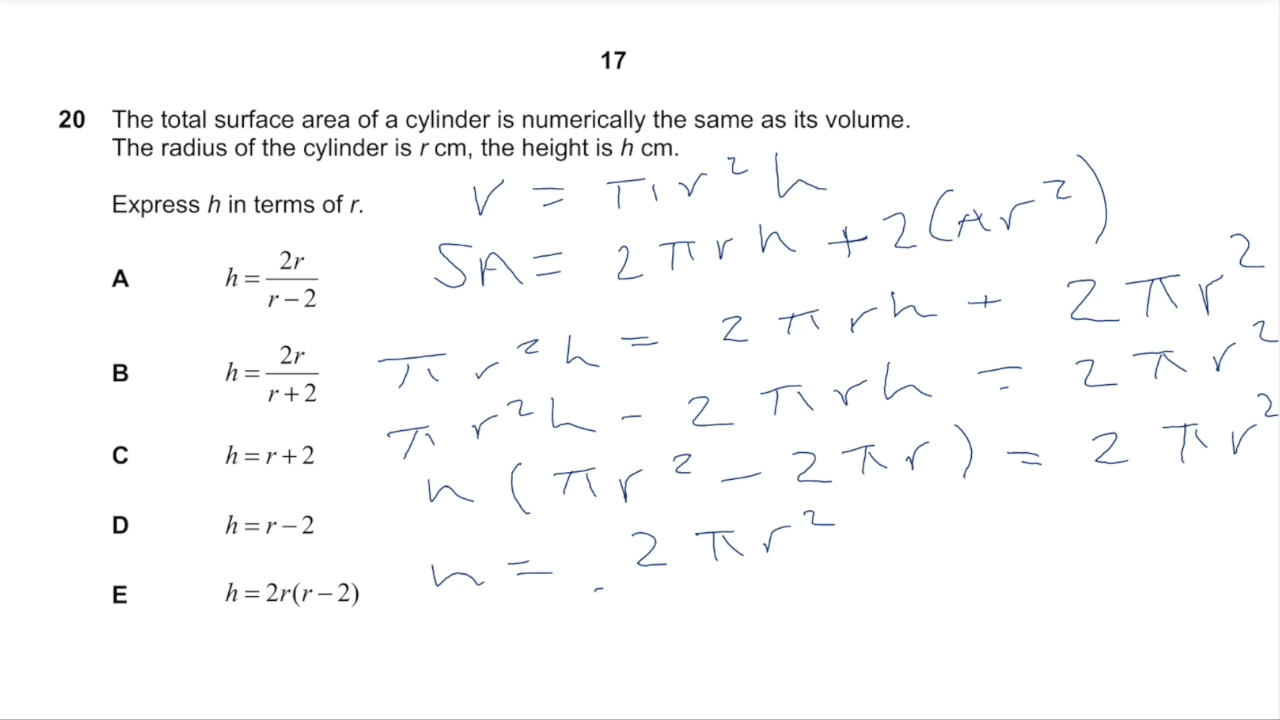 17
20 The total surface area of a cylinder is numerically the same as its volume.
The radius of the cylinder is r cm, the height is h cm.
Express h in terms of r.
A h = 2r / (r − 2)
B h = 2r / (r + 2)
C h = r + 2
D h = r − 2
E h = 2r(r − 2)
V = πr²h
SA = 2πrh + 2(πr²)
πr²h = 2πrh + 2πr²
πr²h − 2πrh = 2πr²
h(πr² − 2πr) = 2πr²
h = 2πr²